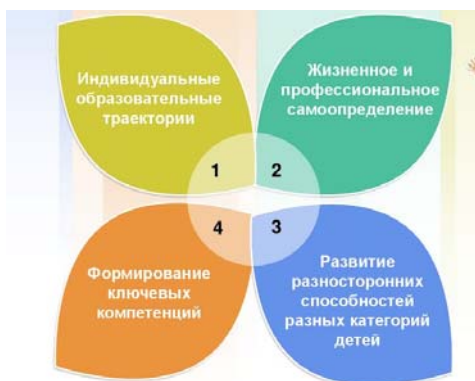 Индивидуальные
образовательные
траектории
Жизненное и
профессиональное
самоопределение
1
2
4
3
Формирование
ключевых
компетенций
Развитие
разносторонних
способностей
разных категорий
детей